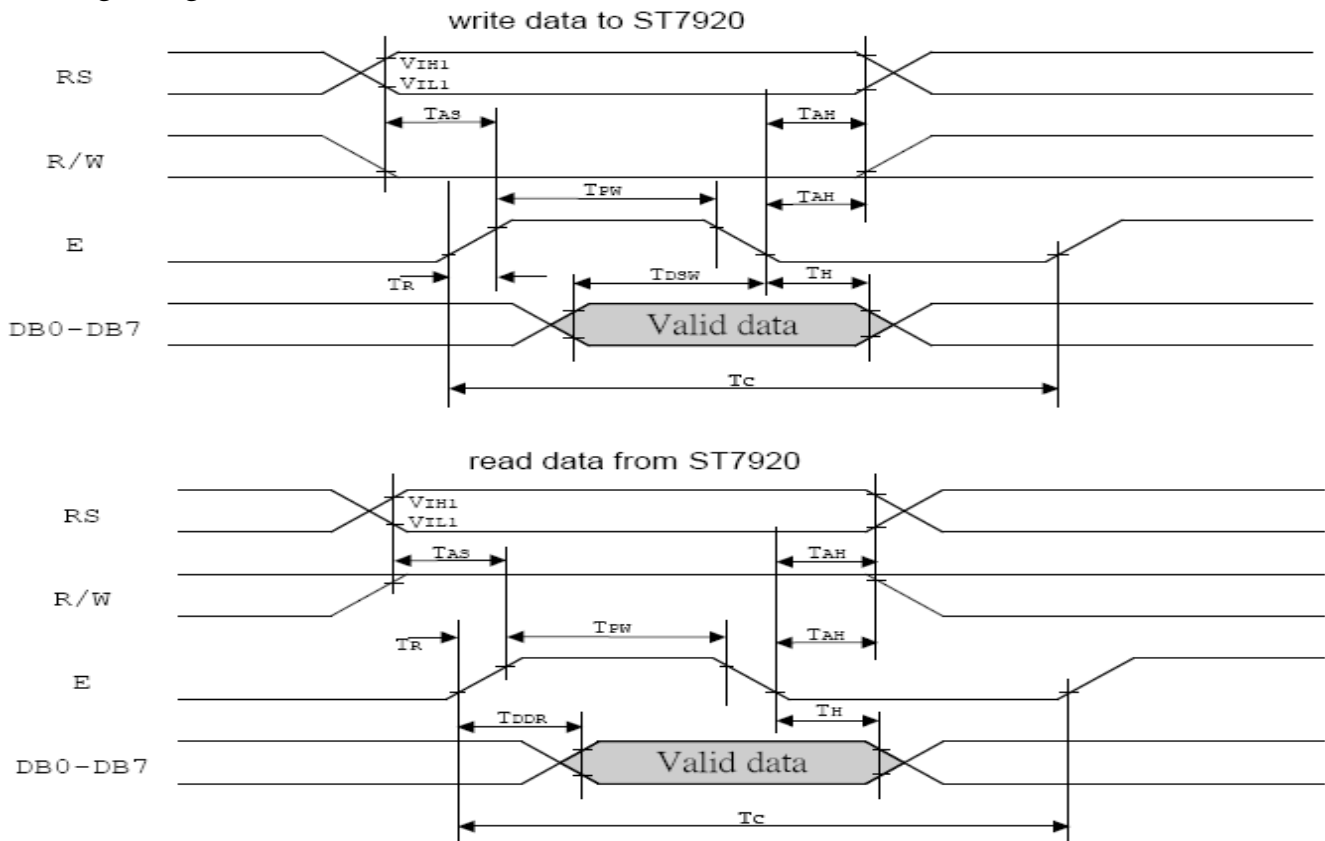 write data to ST7920
RS
VIH1
VIL1
TAS
TAH
R/W
TPW
TAH
E
TR
TDSW
TH
DB0-DB7
Valid data
TC
read data from ST7920
RS
VIH1
VIL1
TAS
TAH
R/W
TR
TPW
TAH
E
TDDR
TH
DB0-DB7
Valid data
TC